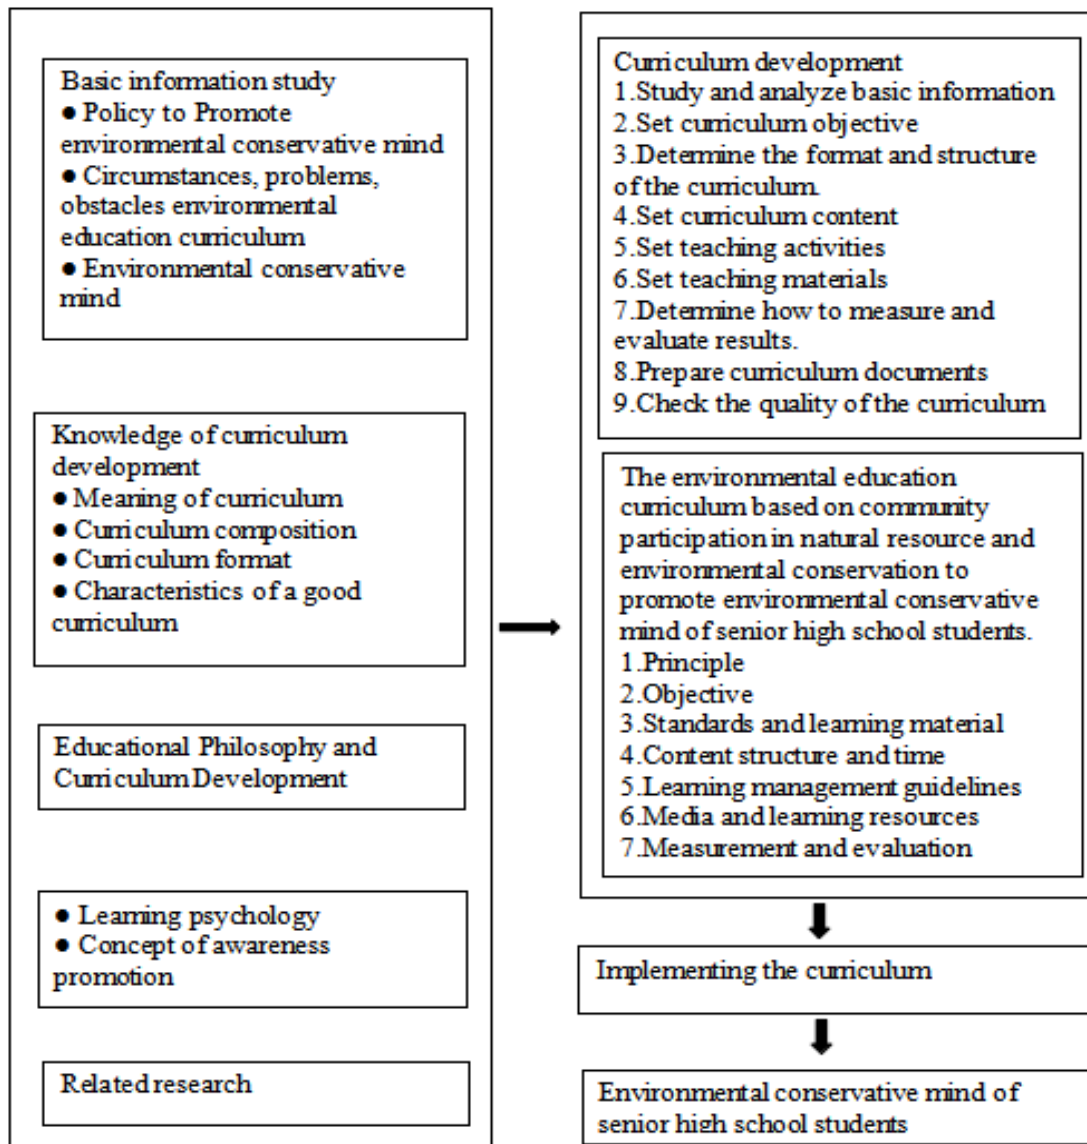 Basic information study
● Policy to Promote
environmental conservative mind
● Circumstances, problems,
obstacles environmental
education curriculum
● Environmental conservative
mind
Knowledge of curriculum
development
● Meaning of curriculum
● Curriculum composition
● Curriculum format
● Characteristics of a good
curriculum
Educational Philosophy and
Curriculum Development
● Learning psychology
● Concept of awareness
promotion
Related research
Curriculum development
1.Study and analyze basic information
2.Set curriculum objective
3.Determine the format and structure
of the curriculum.
4.Set curriculum content
5.Set teaching activities
6.Set teaching materials
7.Determine how to measure and
evaluate results.
8.Prepare curriculum documents
9.Check the quality of the curriculum
The environmental education
curriculum based on community
participation in natural resource and
environmental conservation to
promote environmental conservative
mind of senior high school students.
1.Principle
2.Objective
3.Standards and learning material
4.Content structure and time
5.Learning management guidelines
6.Media and learning resources
7.Measurement and evaluation
Implementing the curriculum
Environmental conservative mind of
senior high school students